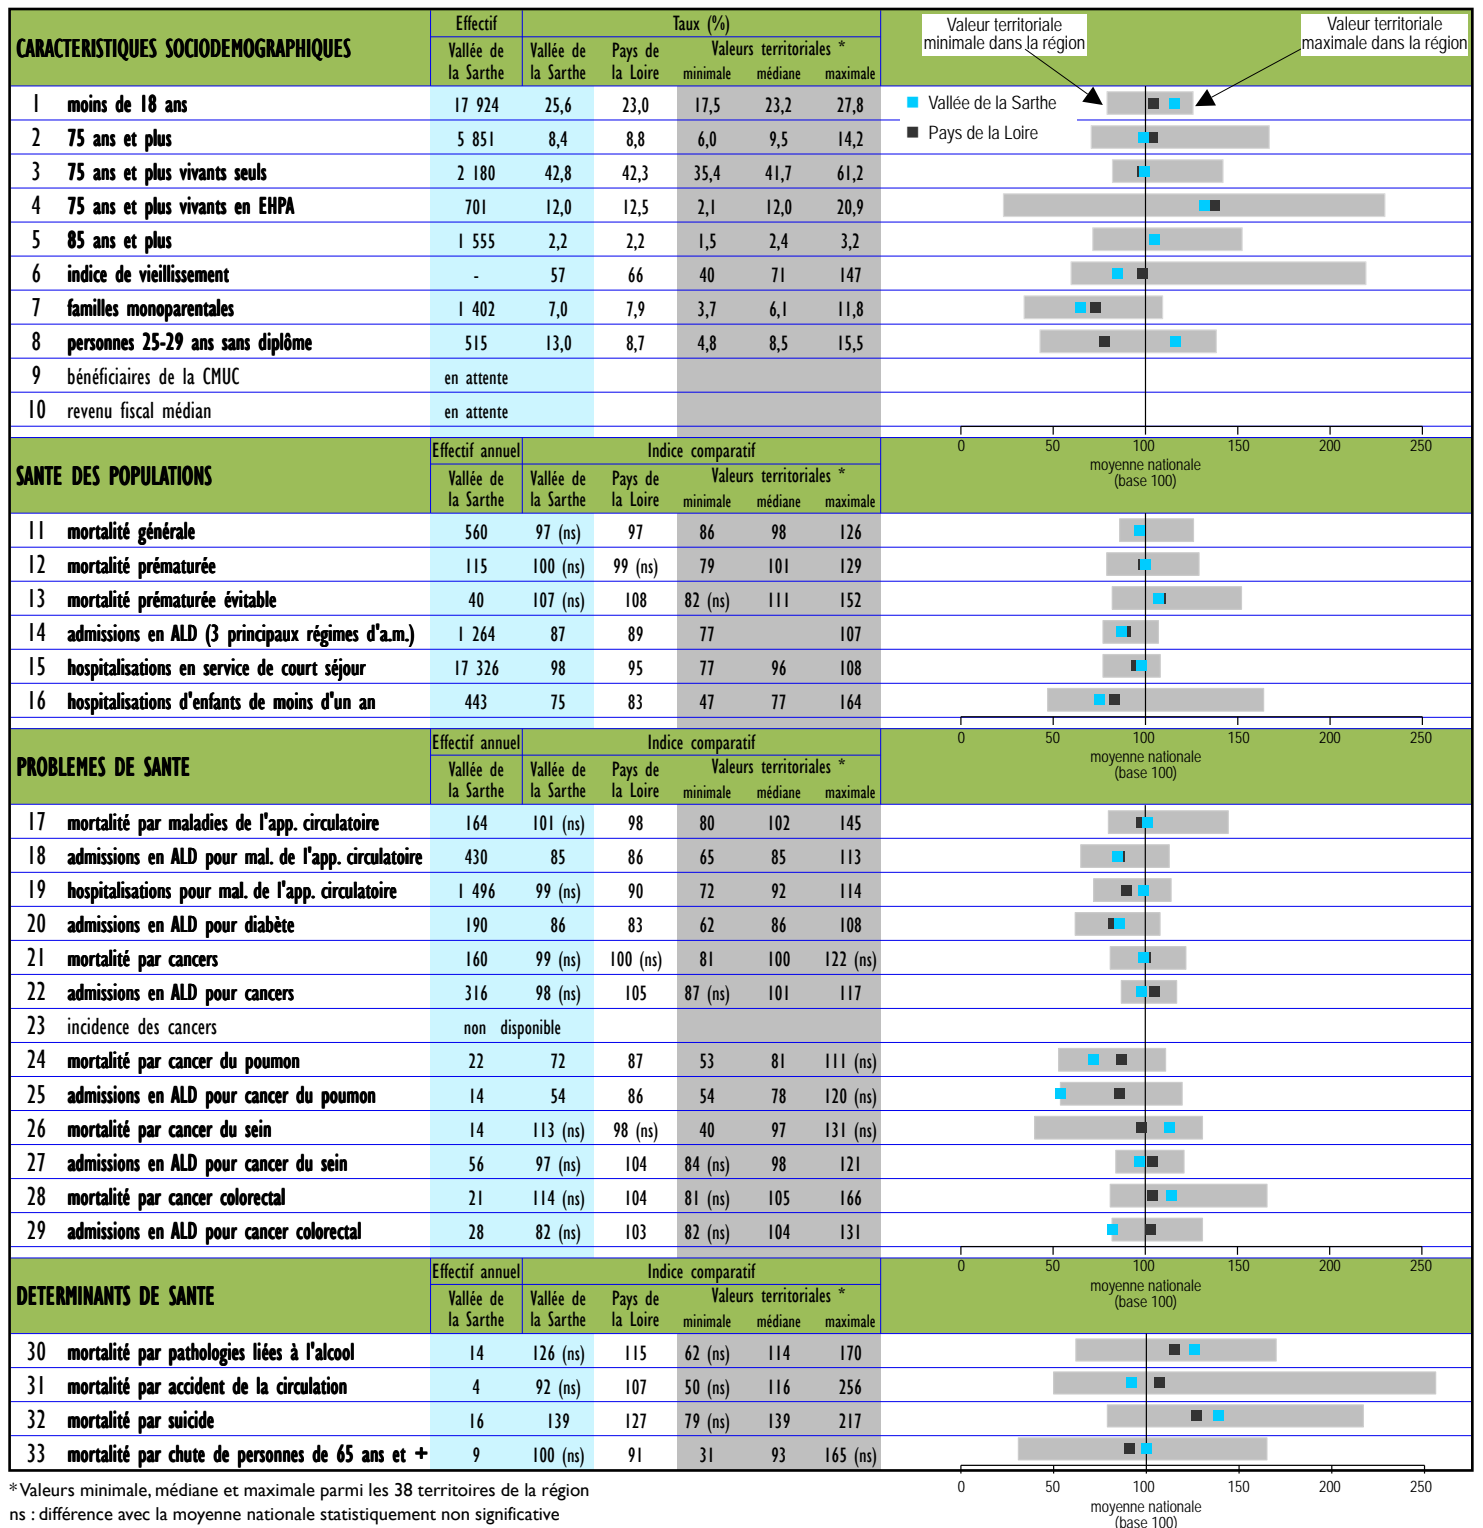 CARACTERISTIQUES SOCIODEMOGRAPHIQUES
Effectif Taux (%)
Vallée de la Sarthe Vallée de la Sarthe Pays de la Loire Valeurs territoriales *
minimale médiane maximale
Valeur territoriale
minimale dans la région
Valeur territoriale
maximale dans la région
Vallée de la Sarthe
Pays de la Loire
1 moins de 18 ans 17 924 25,6 23,0 17,5 23,2 27,8
2 75 ans et plus 5 851 8,4 8,8 6,0 9,5 14,2
3 75 ans et plus vivants seuls 2 180 42,8 42,3 35,4 41,7 61,2
4 75 ans et plus vivants en EHPA 701 12,0 12,5 2,1 12,0 20,9
5 85 ans et plus 1 555 2,2 2,2 1,5 2,4 3,2
6 indice de vieillissement - 57 66 40 71 147
7 familles monoparentales 1 402 7,0 7,9 3,7 6,1 11,8
8 personnes 25-29 ans sans diplôme 515 13,0 8,7 4,8 8,5 15,5
9 bénéficiaires de la CMUC en attente
10 revenu fiscal médian en attente
0 50 100 150 200 250
moyenne nationale
(base 100)
SANTE DES POPULATIONS
Effectif annuel Indice comparatif
Vallée de la Sarthe Vallée de la Sarthe Pays de la Loire Valeurs territoriales *
minimale médiane maximale
11 mortalité générale 560 97 (ns) 97 86 98 126
12 mortalité prématurée 115 100 (ns) 99 (ns) 79 101 129
13 mortalité prématurée évitable 40 107 (ns) 108 82 (ns) 111 152
14 admissions en ALD (3 principaux régimes d'a.m.) 1 264 87 89 77 107
15 hospitalisations en service de court séjour 17 326 98 95 77 96 108
16 hospitalisations d'enfants de moins d'un an 443 75 83 47 77 164
0 50 100 150 200 250
moyenne nationale
(base 100)
PROBLEMES DE SANTE
Effectif annuel Indice comparatif
Vallée de la Sarthe Vallée de la Sarthe Pays de la Loire Valeurs territoriales *
minimale médiane maximale
17 mortalité par maladies de l'app. circulatoire 164 101 (ns) 98 80 102 145
18 admissions en ALD pour mal. de l'app. circulatoire 430 85 86 65 85 113
19 hospitalisations pour mal. de l'app. circulatoire 1 496 99 (ns) 90 72 92 114
20 admissions en ALD pour diabète 190 86 83 62 86 108
21 mortalité par cancers 160 99 (ns) 100 (ns) 81 100 122 (ns)
22 admissions en ALD pour cancers 316 98 (ns) 105 87 (ns) 101 117
23 incidence des cancers non disponible
24 mortalité par cancer du poumon 22 72 87 53 81 111 (ns)
25 admissions en ALD pour cancer du poumon 14 54 86 54 78 120 (ns)
26 mortalité par cancer du sein 14 113 (ns) 98 (ns) 40 97 131 (ns)
27 admissions en ALD pour cancer du sein 56 97 (ns) 104 84 (ns) 98 121
28 mortalité par cancer colorectal 21 114 (ns) 104 81 (ns) 105 166
29 admissions en ALD pour cancer colorectal 28 82 (ns) 103 82 (ns) 104 131
0 50 100 150 200 250
moyenne nationale
(base 100)
DETERMINANTS DE SANTE
Effectif annuel Indice comparatif
Vallée de la Sarthe Vallée de la Sarthe Pays de la Loire Valeurs territoriales *
minimale médiane maximale
30 mortalité par pathologies liées à l'alcool 14 126 (ns) 115 62 (ns) 114 170
31 mortalité par accident de la circulation 4 92 (ns) 107 50 (ns) 116 256
32 mortalité par suicide 16 139 127 79 (ns) 139 217
33 mortalité par chute de personnes de 65 ans et + 9 100 (ns) 91 31 93 165 (ns)
0 50 100 150 200 250
moyenne nationale
(base 100)
* Valeurs minimale, médiane et maximale parmi les 38 territoires de la région
ns : différence avec la moyenne nationale statistiquement non significative